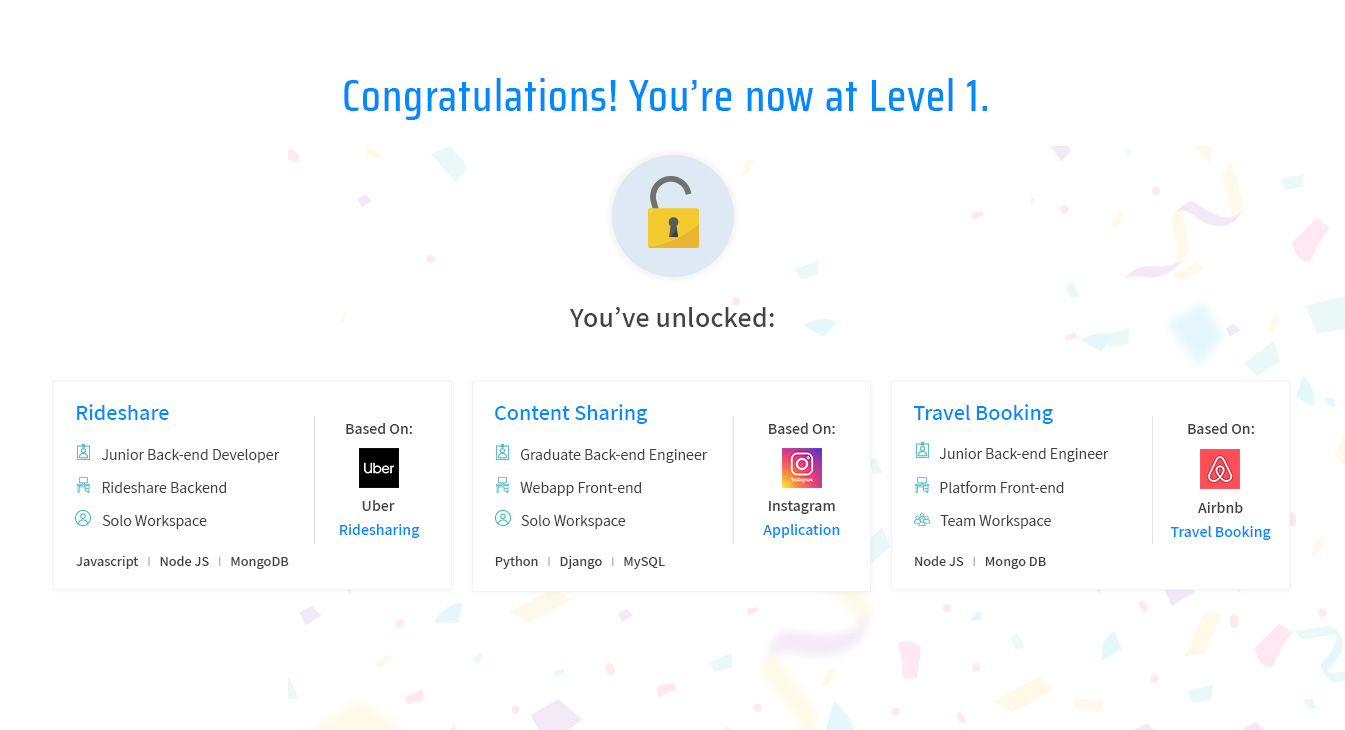 Congratulations! You’re now at Level 1.
You’ve unlocked:
Rideshare
Junior Back-end Developer
Rideshare Backend
Solo Workspace
Javascript | Node JS | MongoDB
Based On:
Uber
Uber
Ridesharing
Content Sharing
Graduate Back-end Engineer
Webapp Front-end
Solo Workspace
Python | Django | MySQL
Based On:
Instagram
Instagram
Application
Travel Booking
Junior Back-end Engineer
Platform Front-end
Team Workspace
Node JS | Mongo DB
Based On:
Airbnb
Travel Booking